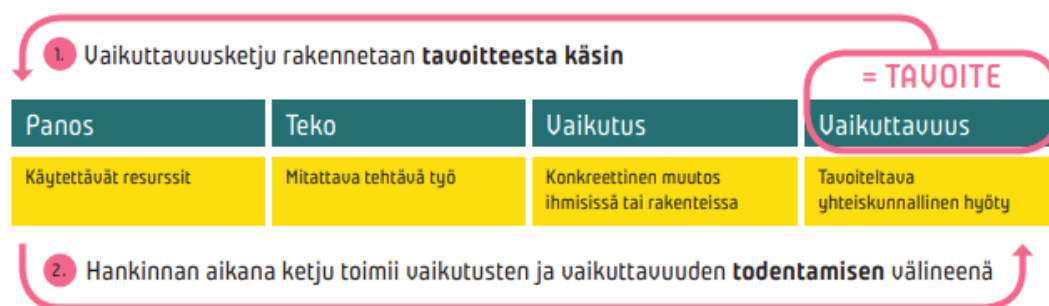 1. Vaikuttavuusketju rakennetaan tavoitteesta käsin
= TAVOITE
Panos
Teko
Vaikutus
Vaikuttavuus
Käytettävät resurssit
Mitattava tehtävä työ
Konkreettinen muutos
ihmisissä tai rakenteissa
Tavoiteltava
yhteiskunnallinen hyöty
2. Hankinnan aikana ketju toimii vaikutusten ja vaikuttavuuden todentamisen välineenä